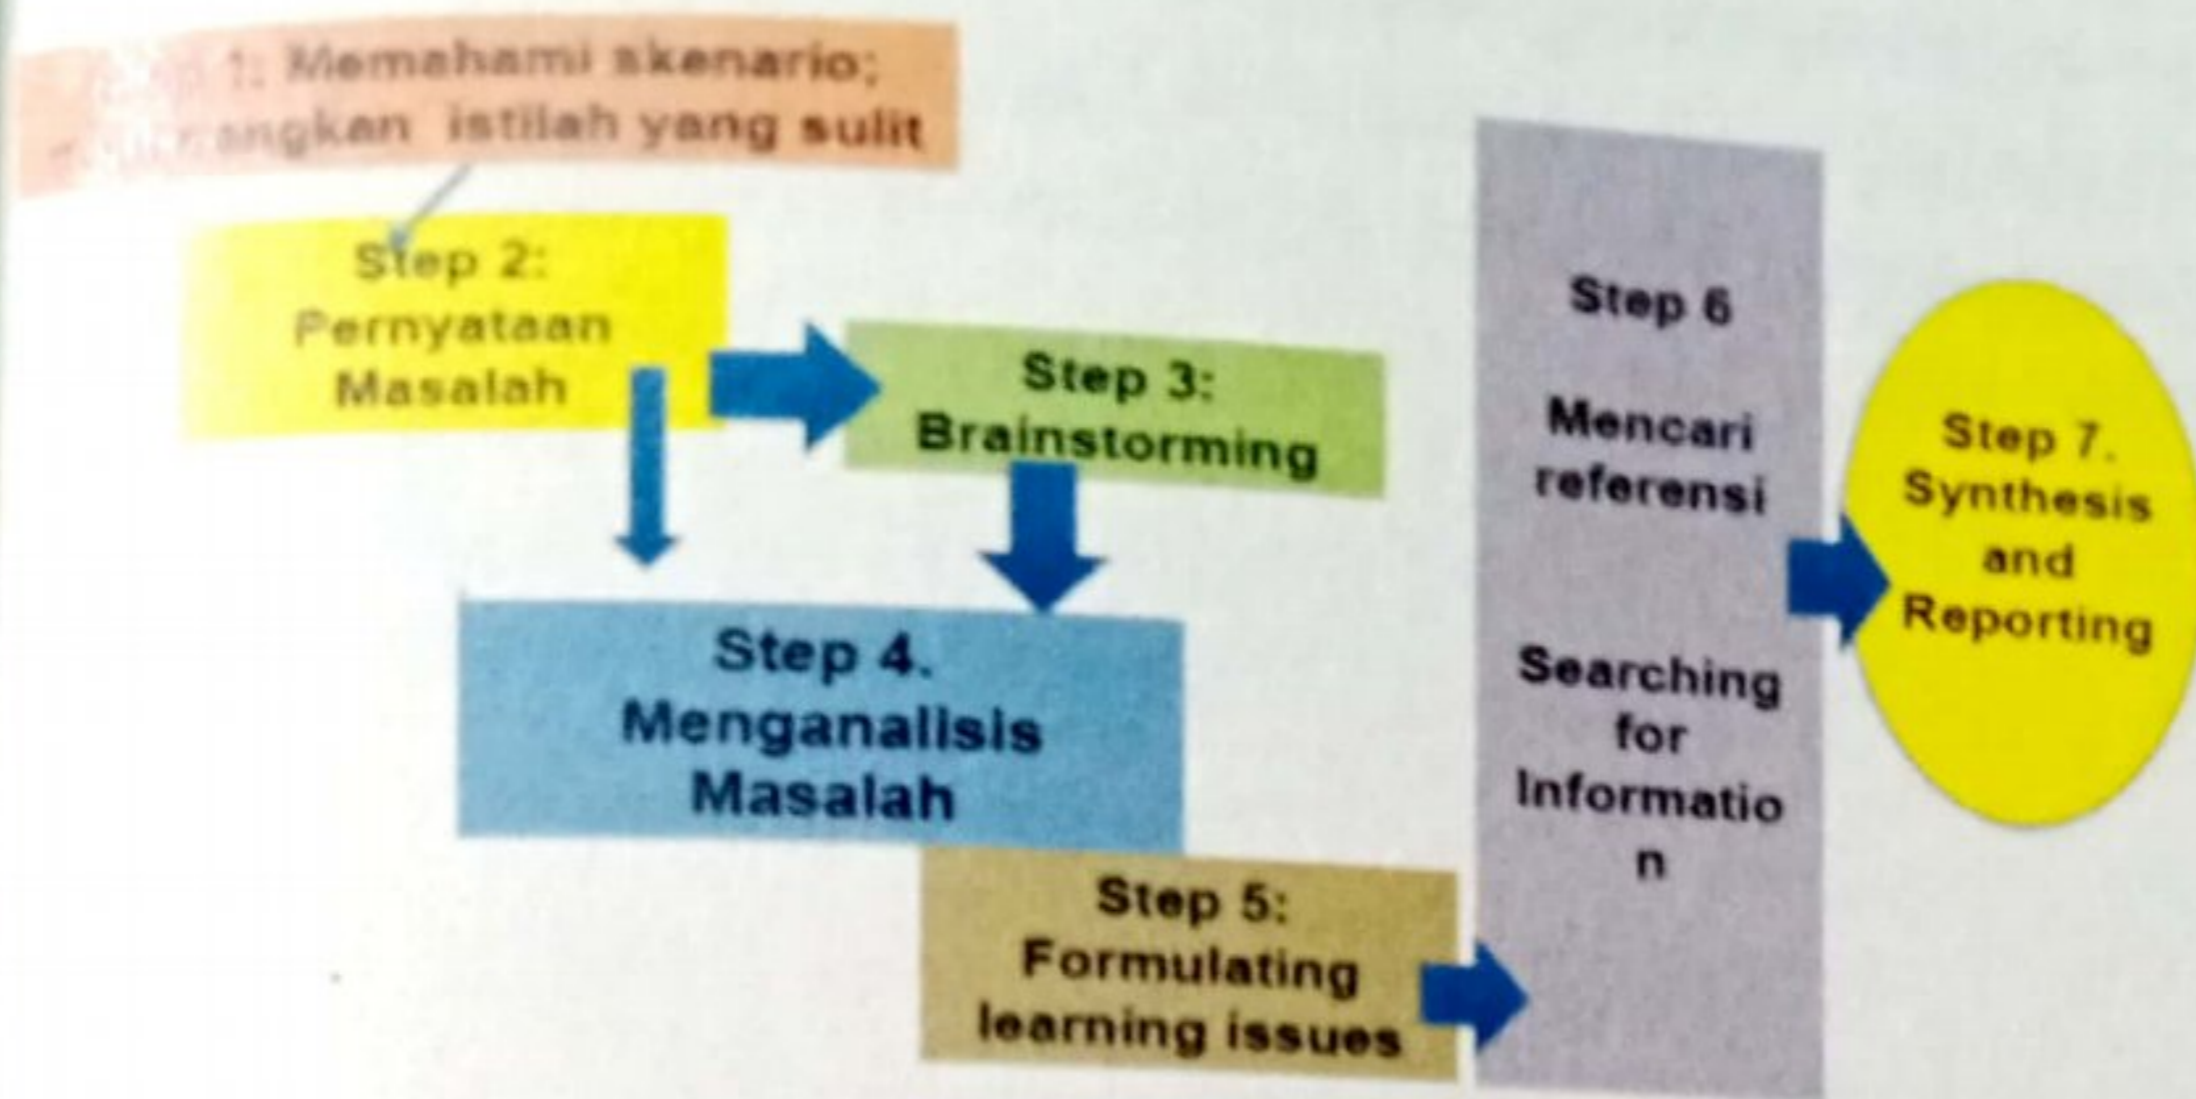 1: Memahami skenario;
istilah yang sulit
Step 2:
Pernyataan
Masalah
Step 3:
Brainstorming
Step 4.
Menganalisis
Masalah
Step 5:
Formulating
learning issues
Step 6
Mencari
referensi
Searching
for
Informatio
n
Step 7.
Synthesis
and
Reporting